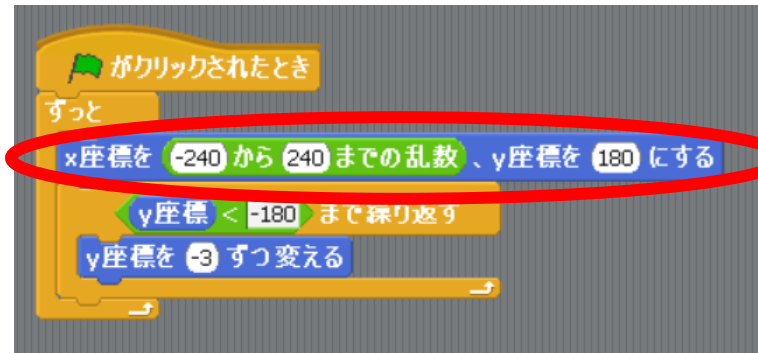 がクリックされたとき
ずっと
x座標を -240 から 240 までの乱数 、y座標を 180 にする
y座標 < -180 まで繰り返す
y座標を -3 ずつ変える